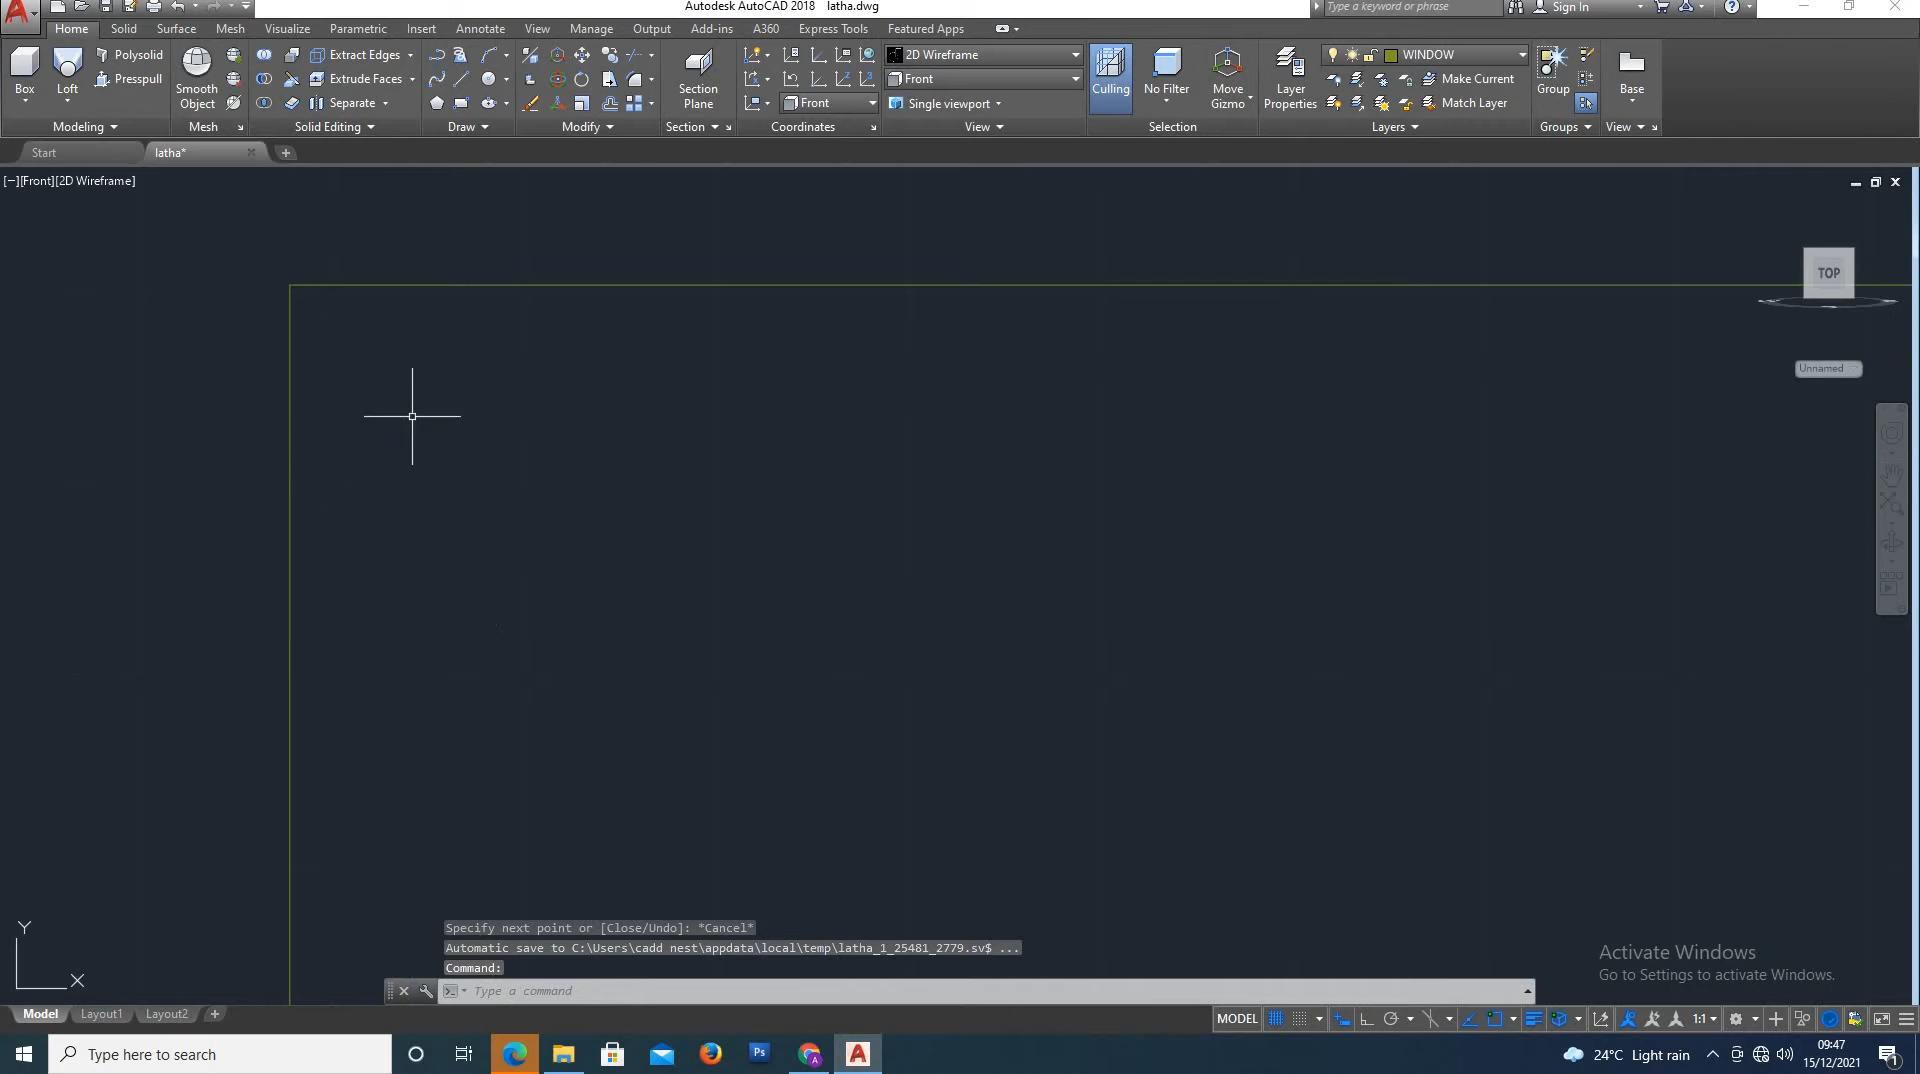 Autodesk AutoCAD 2018 latha.dwg
Type a keyword or phrase
Sign In
Home Solid Surface Mesh Visualize Parametric Insert Annotate View Manage Output Add-ins A360 Express Tools Featured Apps
Box
Loft
Polysolid
Presspull
Modeling
Smooth
Object
Mesh
Extract Edges
Extrude Faces
Separate
Solid Editing
Draw
Modify
Section
Plane
Section
Front
Coordinates
2D Wireframe
Front
Single viewport
View
Culling
No Filter
Move
Gizmo
Selection
Layer
Properties
WINDOW
Make Current
Match Layer
Layers
Group
Groups
Base
View
Start
latha*
[−][Front][2D Wireframe]
TOP
Unnamed
Y
X
Specify next point or [Close/Undo]: *Cancel*
Automatic save to C:\Users\cadd nest\appdata\local\temp\latha_1_25481_2779.sv$ ...
Command:
Type a command
Activate Windows
Go to Settings to activate Windows.
Model Layout1 Layout2
MODEL
1:1
Type here to search
Ps
A
24°C Light rain
09:47
15/12/2021
1